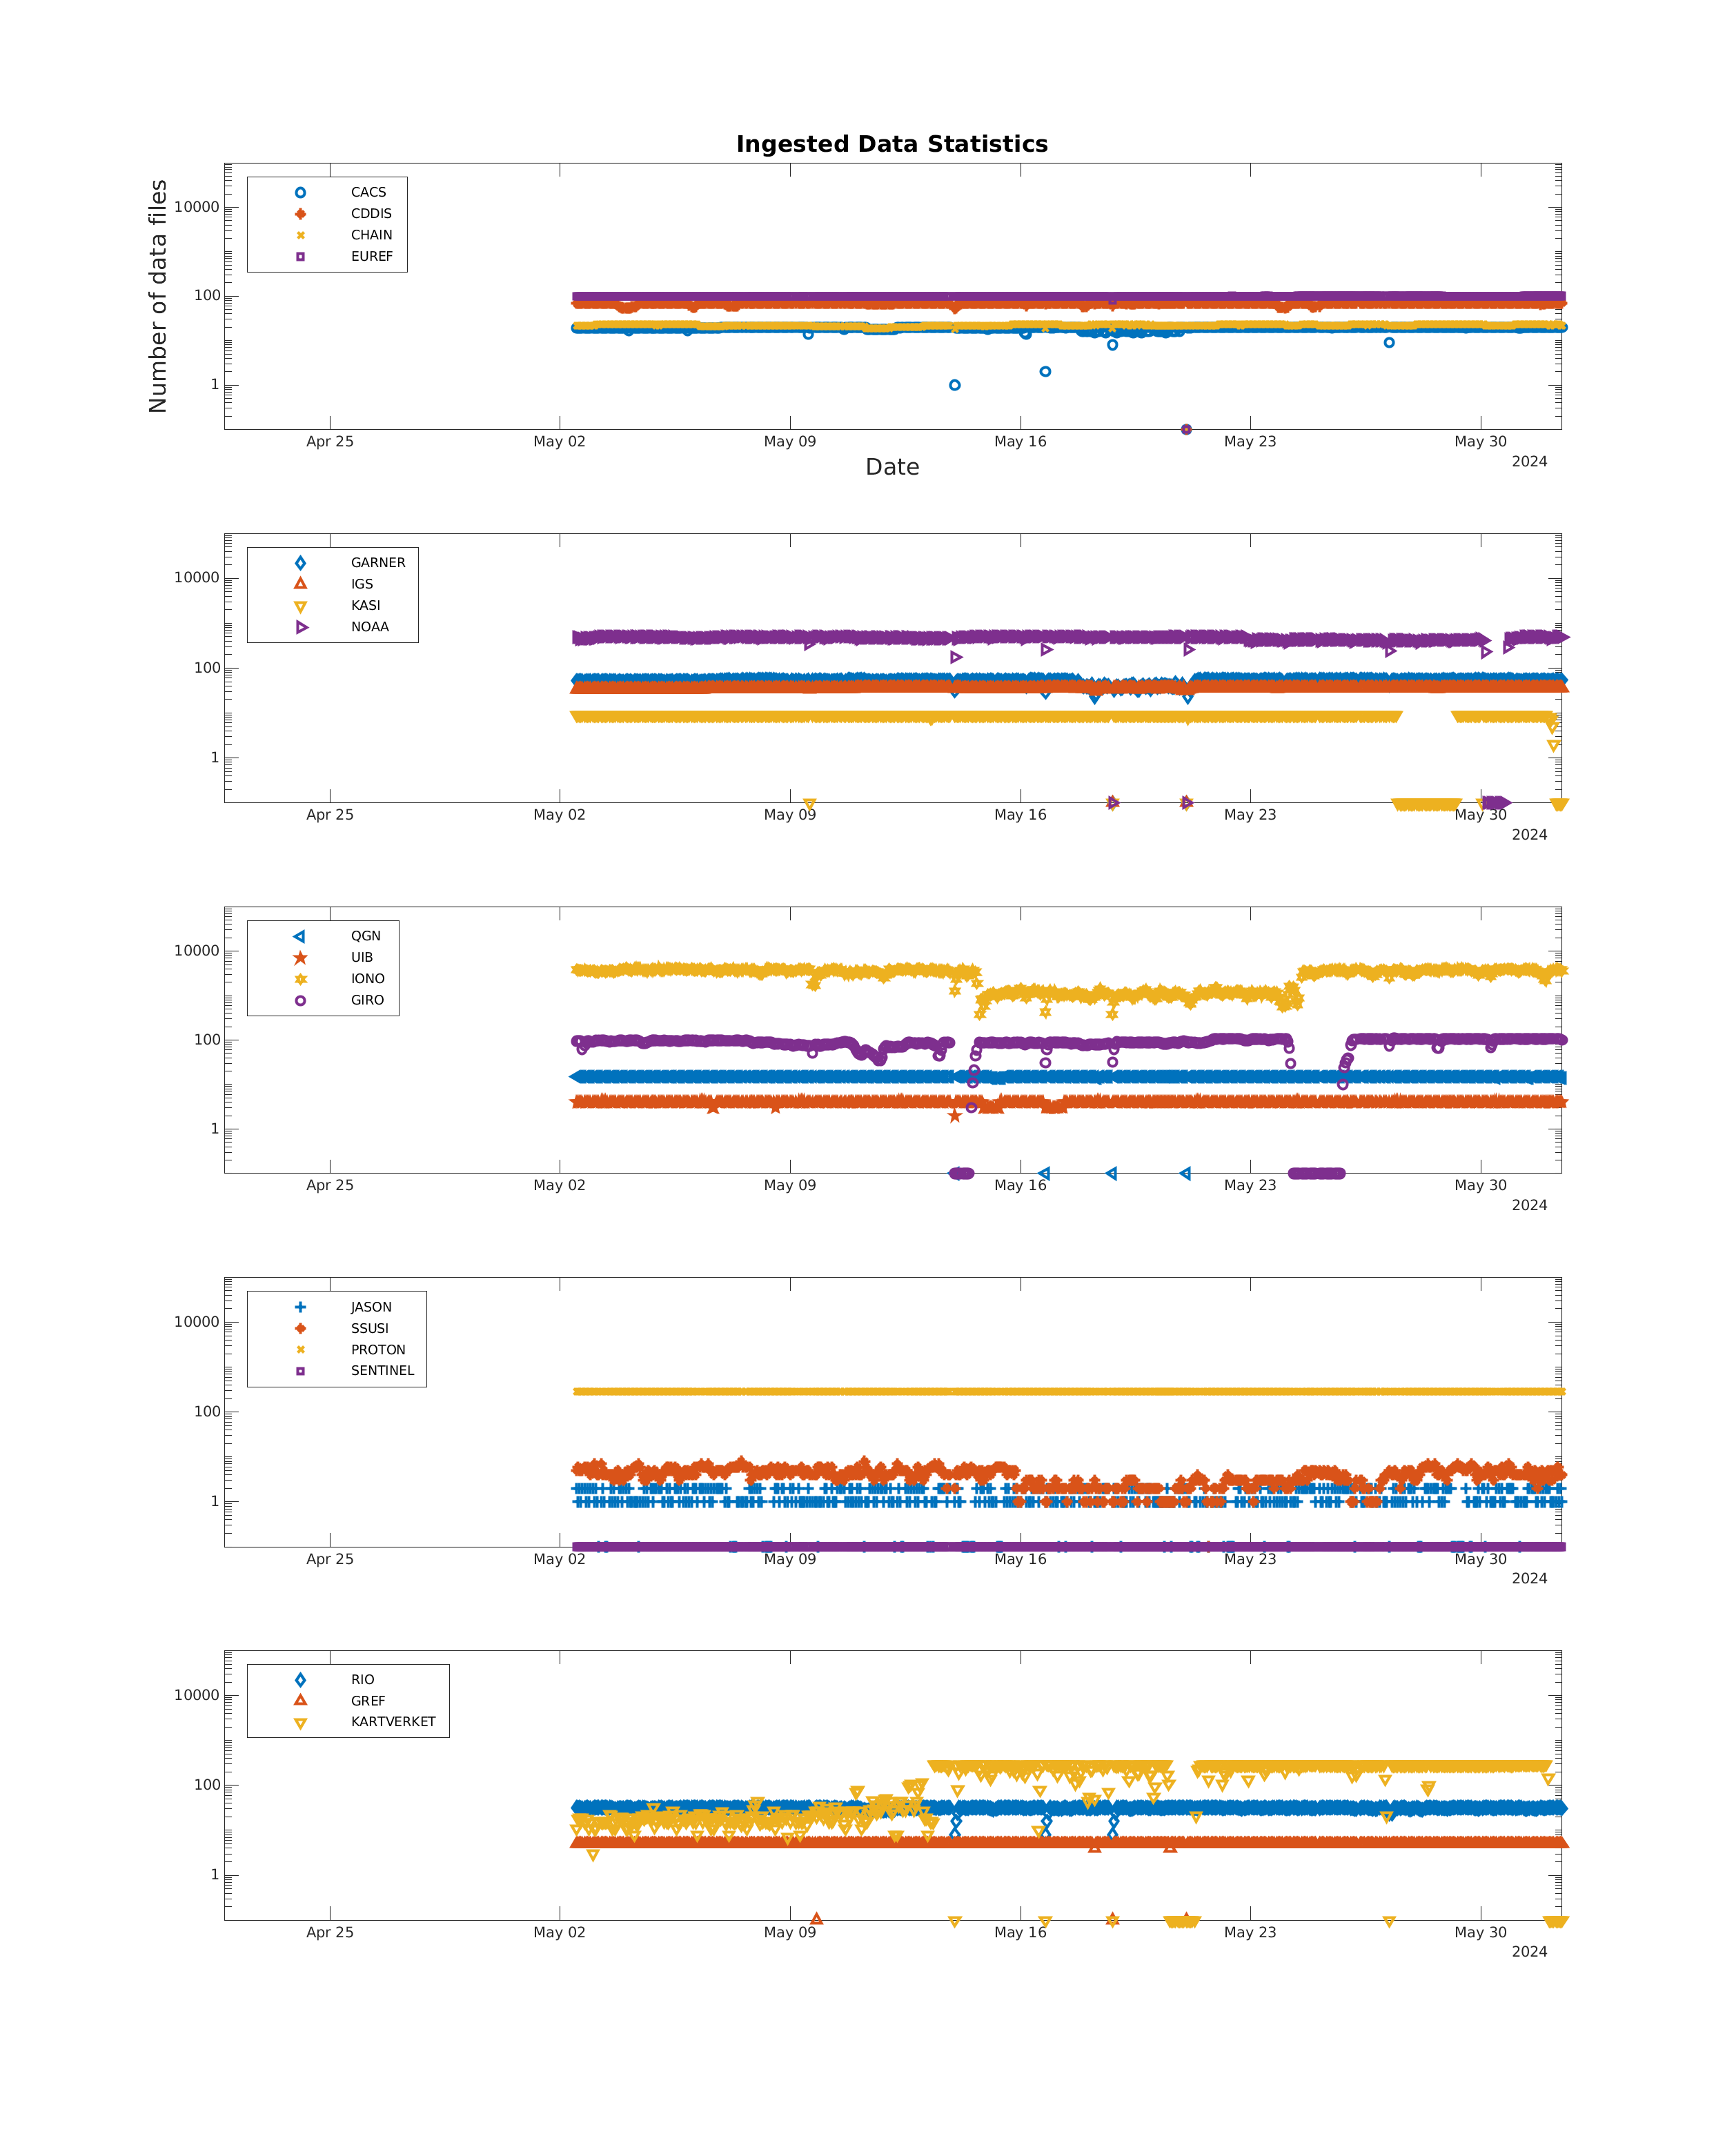 Ingested Data Statistics
Number of data files
CACS
CDDIS
CHAIN
EUREF
10000
100
1
Apr 25 May 02 May 09 May 16 May 23 May 30
2024
Date
GARNER
IGS
KASI
NOAA
10000
100
1
Apr 25 May 02 May 09 May 16 May 23 May 30
2024
QGN
UIB
IONO
GIRO
10000
100
1
Apr 25 May 02 May 09 May 16 May 23 May 30
2024
JASON
SSUSI
PROTON
SENTINEL
10000
100
1
Apr 25 May 02 May 09 May 16 May 23 May 30
2024
RIO
GREF
KARTVERKET
10000
100
1
Apr 25 May 02 May 09 May 16 May 23 May 30
2024